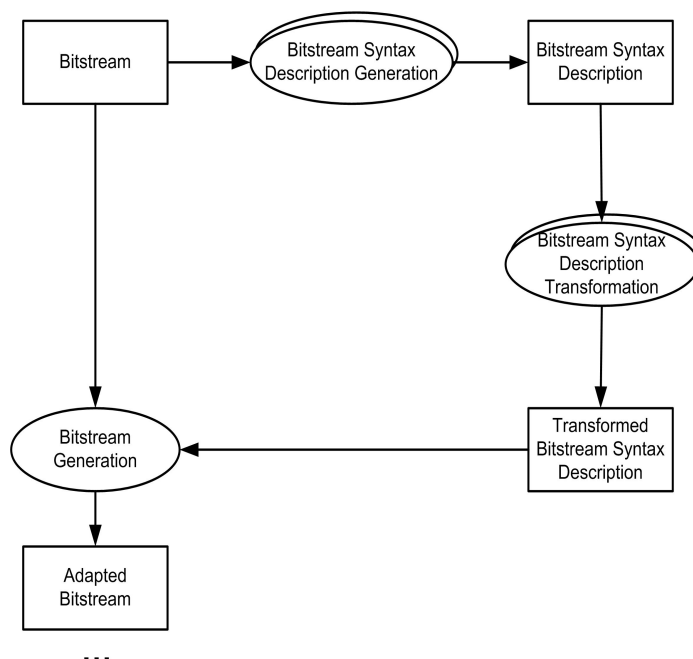 Bitstream
Bitstream Syntax
Description Generation
Bitstream Syntax
Description
Bitstream Syntax
Description
Transformation
Bitstream
Generation
Transformed
Bitstream Syntax
Description
Adapted
Bitstream